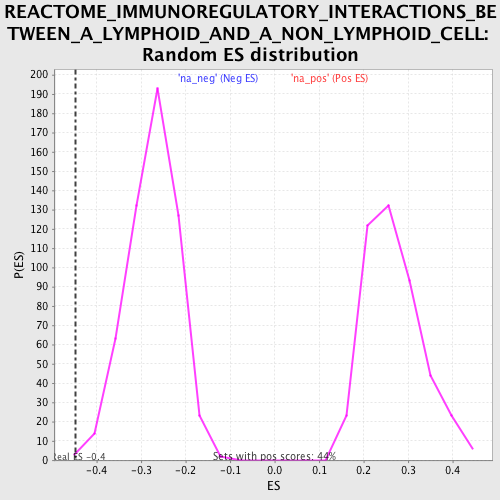 REACTOME_IMMUNOREGULATORY_INTERACTIONS_BE
TWEEN_A_LYMPHOID_AND_A_NON_LYMPHOID_CELL:
Random ES distribution
'na_neg' (Neg ES) 'na_pos' (Pos ES)
200
190
180
170
160
150
140
130
120
110
100
90
80
70
60
50
40
30
20
10
0
P(ES)
ES -0.4
Sets with pos scores: 44%
-0.4 -0.3 -0.2 -0.1 0.0 0.1 0.2 0.3 0.4
ES